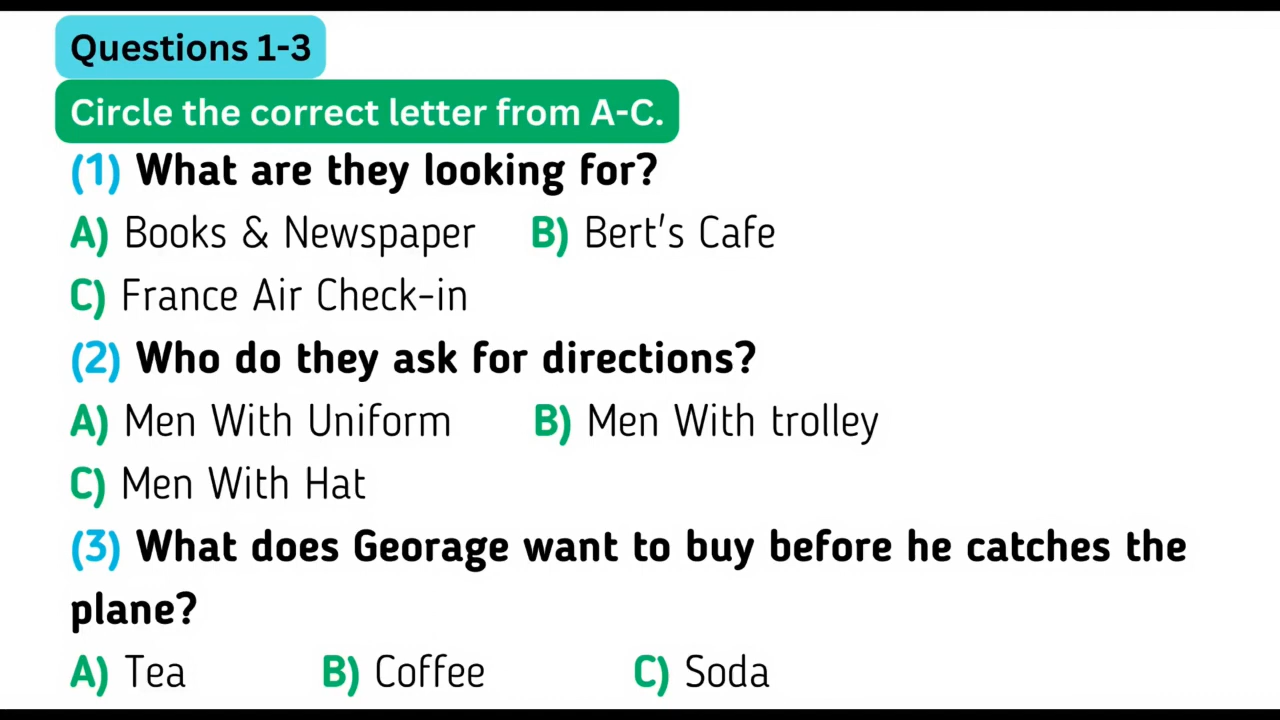 Questions 1-3
Circle the correct letter from A-C.
(1) What are they looking for?
A) Books & Newspaper B) Bert's Cafe
C) France Air Check-in
(2) Who do they ask for directions?
A) Men With Uniform B) Men With trolley
C) Men With Hat
(3) What does Georage want to buy before he catches the
plane?
A) Tea B) Coffee C) Soda